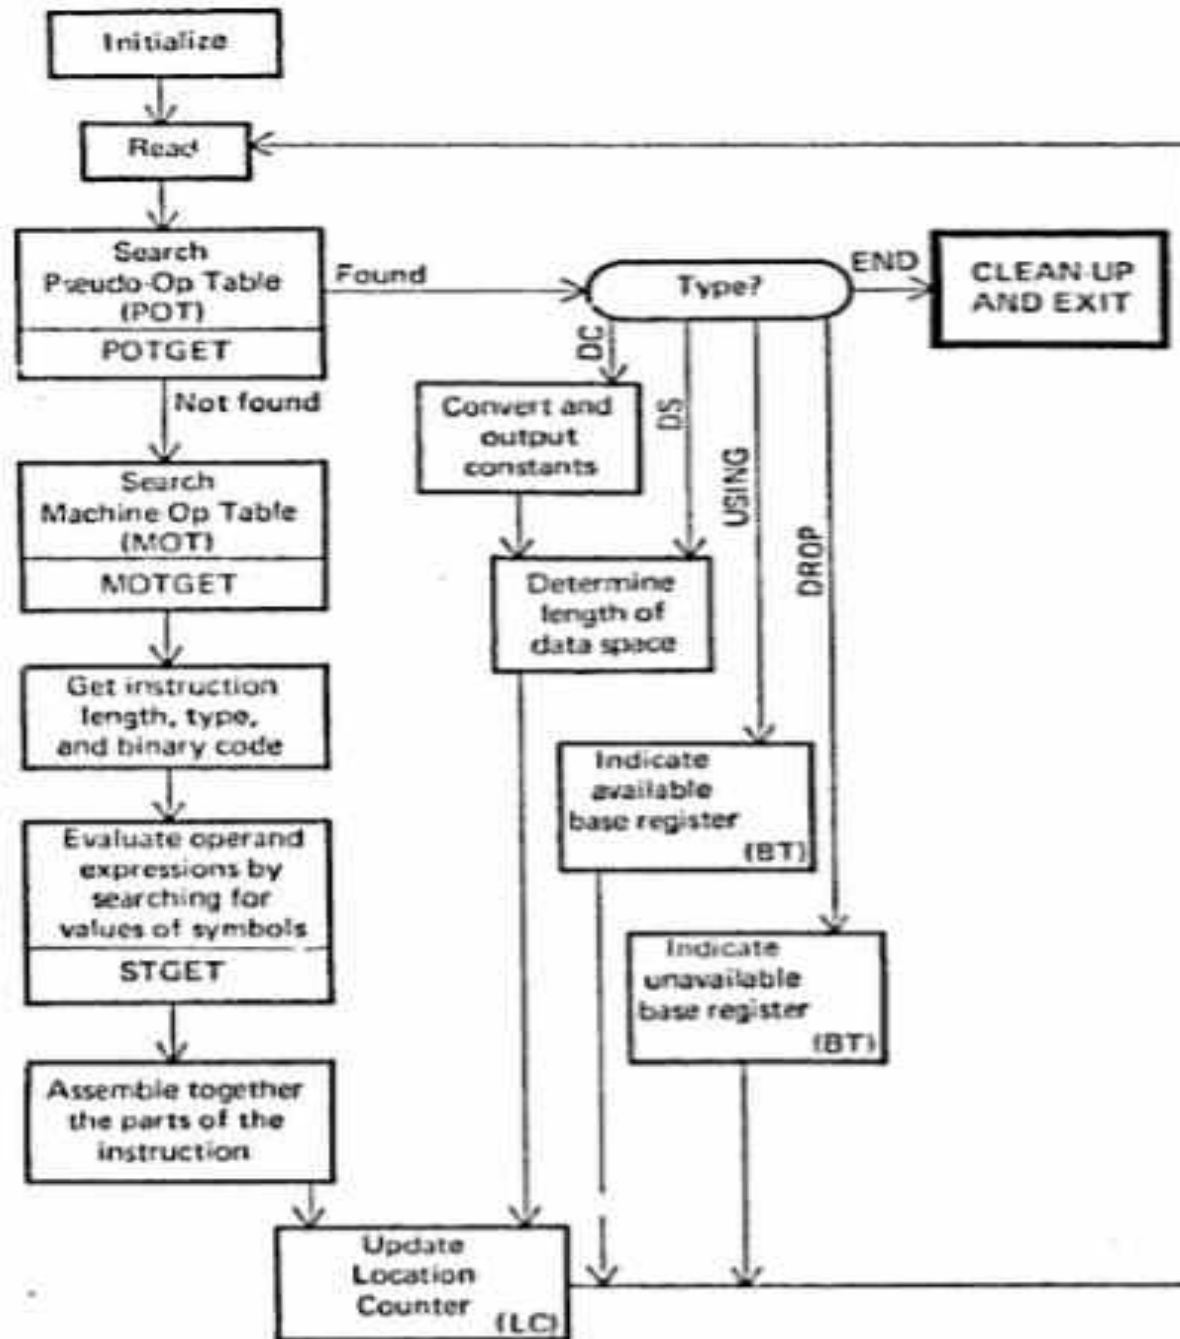 Initialize
Read
Search
Pseudo-Op Table
(POT)
POTGET
Found
Type?
END
CLEAN-UP
AND EXIT
Not found
DC
DS
USING
DROP
Convert and
output
constants
Search
Machine Op Table
(MOT)
MOTGET
Determine
length of
data space
Get instruction
length, type,
and binary code
Indicate
available
base register
(BT)
Evaluate operand
expressions by
searching for
values of symbols
STGET
Indicate
unavailable
base register
(BT)
Assemble together
the parts of the
instruction
Update
Location
Counter
(LC)